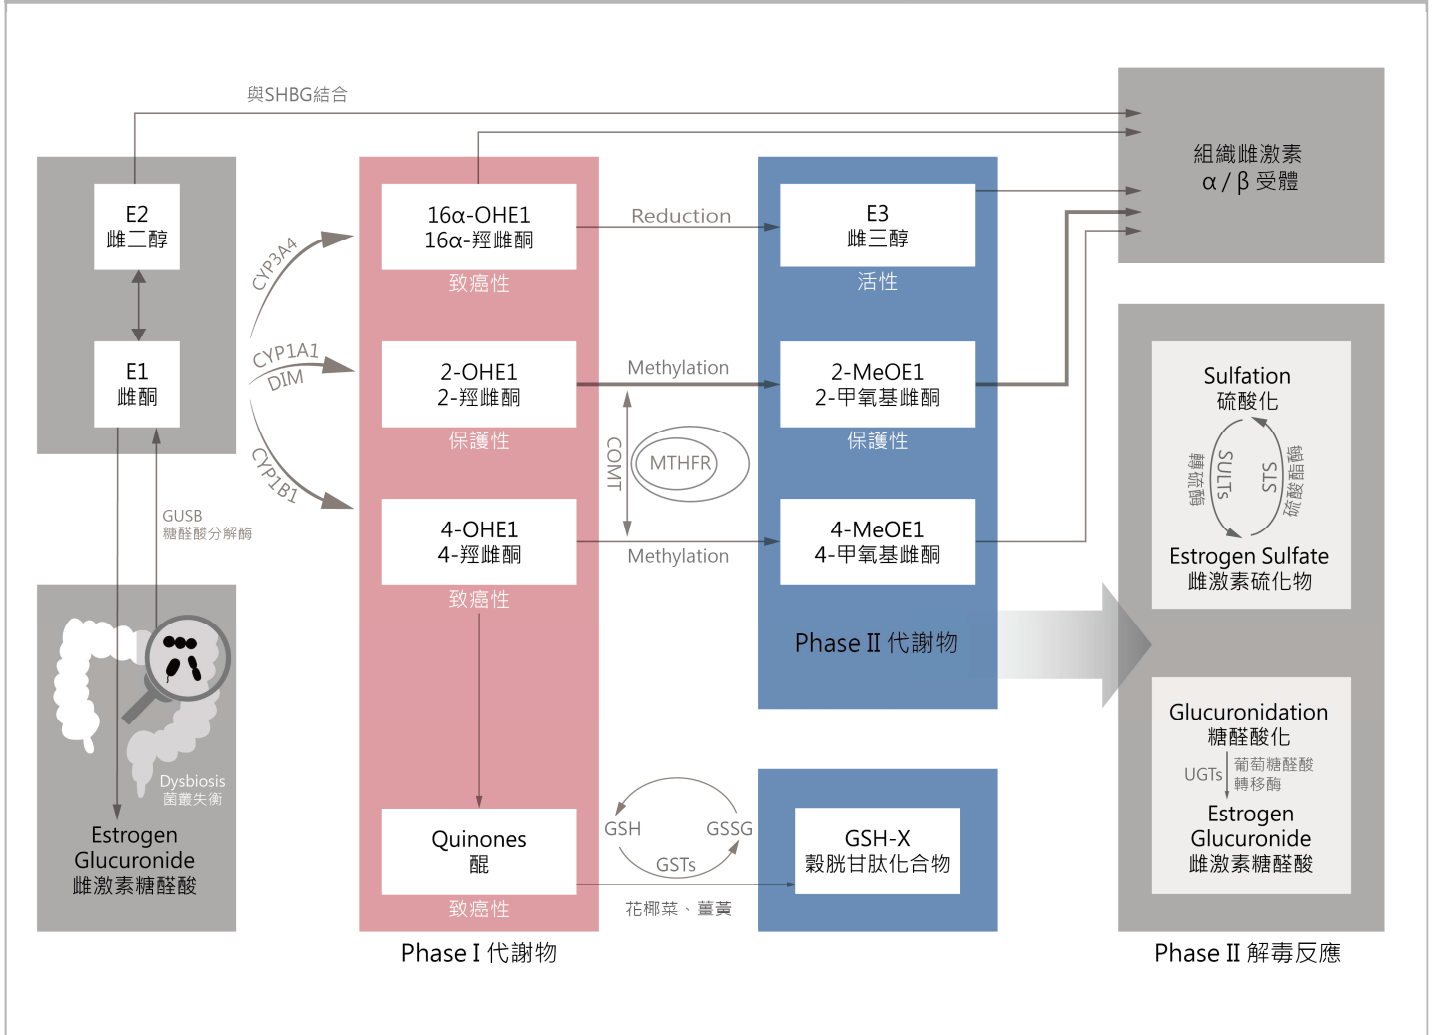 與SHBG結合
E2
雌二醇
E1
雌酮
GUSB
糖醛酸分解酶
Dysbiosis
菌叢失衡
Estrogen
Glucuronide
雌激素糖醛酸
CYP3A4
CYP1A1
DIM
CYP1B1
16α-OHE1
16α-羥雌酮
致癌性
2-OHE1
2-羥雌酮
保護性
4-OHE1
4-羥雌酮
致癌性
Quinones
醌
致癌性
Phase I 代謝物
Reduction
Methylation
COMT
MTHFR
Methylation
GSH
GSSG
GSTs
花椰菜、薑黃
E3
雌三醇
活性
2-MeOE1
2-甲氧基雌酮
保護性
4-MeOE1
4-甲氧基雌酮
Phase II 代謝物
GSH-X
穀胱甘肽化合物
組織雌激素
α / β 受體
Sulfation
硫酸化
轉硫酶
SULTs
STS
硫酸酯酶
Estrogen Sulfate
雌激素硫化物
Glucuronidation
糖醛酸化
UGTs
葡萄糖醛酸
轉移酶
Estrogen
Glucuronide
雌激素糖醛酸
Phase II 解毒反應